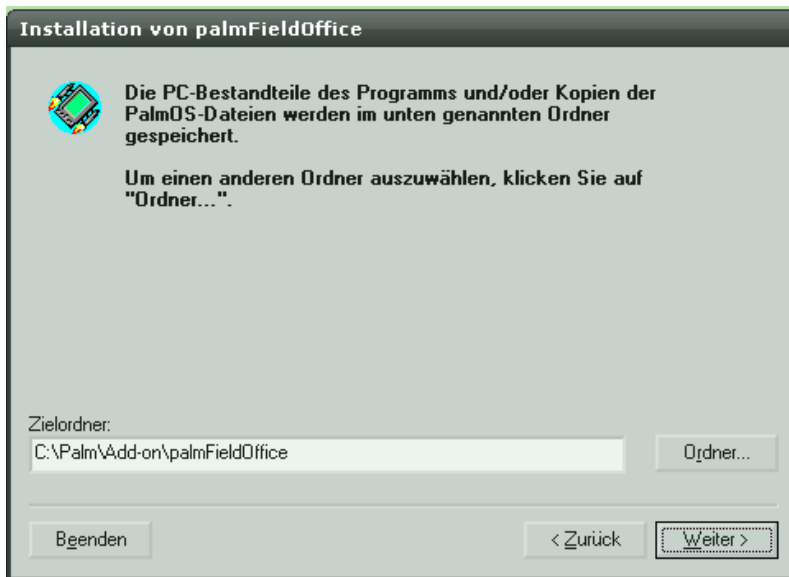 Installation von palmFieldOffice
Die PC-Bestandteile des Programms und/oder Kopien der
PalmOS-Dateien werden im unten genannten Ordner
gespeichert.
Um einen anderen Ordner auszuwählen, klicken Sie auf
"Ordner...".
Zielordner:
C:\Palm\Add-on\palmFieldOffice
Ordner...
Beenden
< Zurück
Weiter >